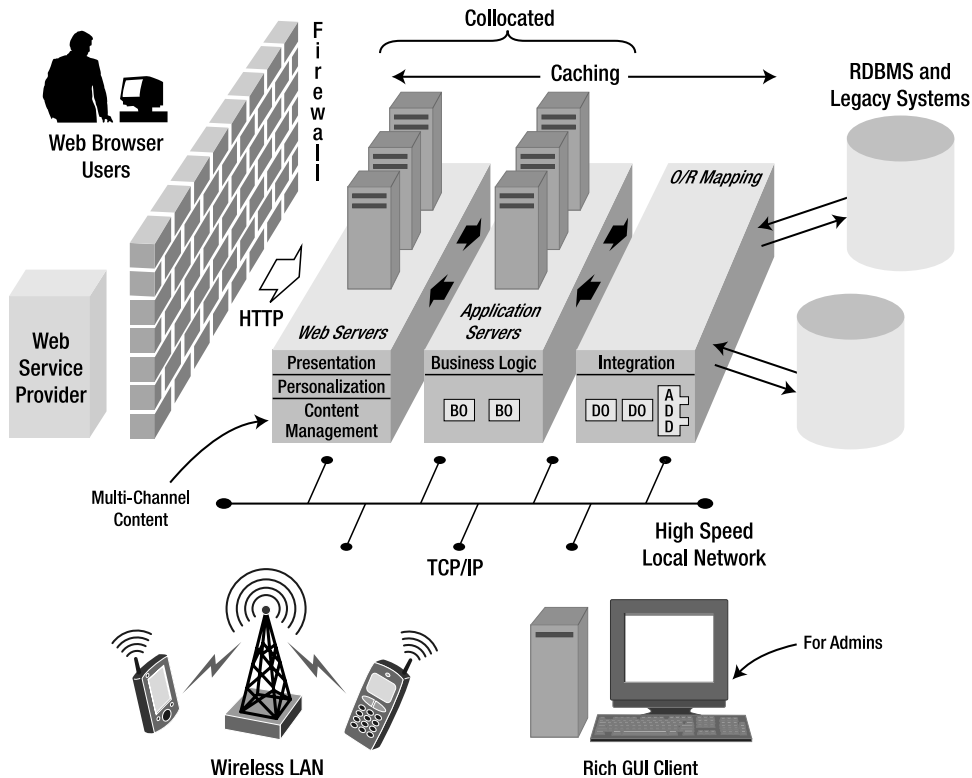 Collocated
Firewall
Caching
RDBMS and
Legacy Systems
Web Browser
Users
O/R Mapping
HTTP
Web Servers
Application
Servers
Web
Service
Provider
Presentation
Personalization
Content
Management
Business Logic
BO BO
Integration
DO DO
ADD
Multi-Channel
Content
High Speed
Local Network
TCP/IP
For Admins
Wireless LAN
Rich GUI Client